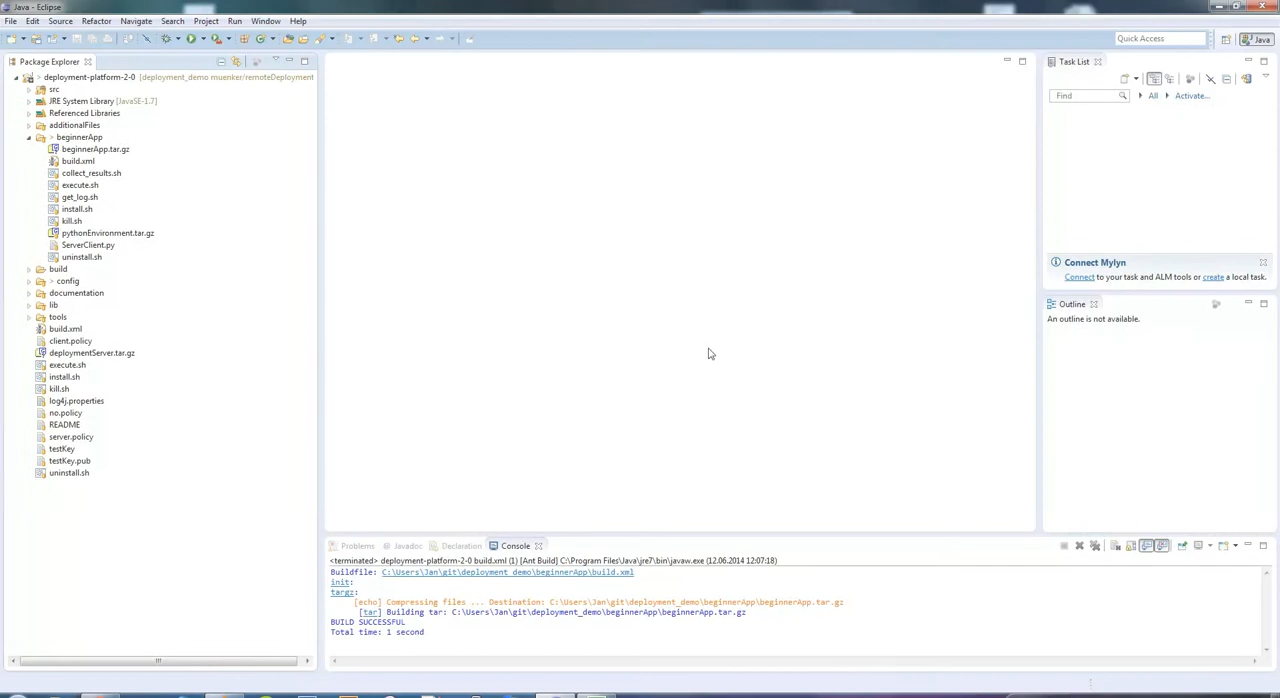 Java - Eclipse
File Edit Source Refactor Navigate Search Project Run Window Help
Quick Access
Java
Package Explorer
deployment-platform-2-0 [deployment_demo muenker/remoteDeployment
src
JRE System Library [JavaSE-1.7]
Referenced Libraries
additionalFiles
> beginnerApp
beginnerApp.tar.gz
build.xml
collect_results.sh
execute.sh
get_log.sh
install.sh
kill.sh
pythonEnvironment.tar.gz
ServerClient.py
uninstall.sh
build
> config
documentation
lib
tools
build.xml
client.policy
deploymentServer.tar.gz
execute.sh
install.sh
kill.sh
log4j.properties
no.policy
README
server.policy
testKey
testKey.pub
uninstall.sh
Task List
Find
All
Activate...
Connect Mylyn
Connect to your task and ALM tools or create a local task.
Outline
An outline is not available.
Problems Javadoc Declaration Console
<terminated> deployment-platform-2-0 build.xml (1) [Ant Build] C:\Program Files\Java\jre7\bin\javaw.exe (12.06.2014 12:07:18)
Buildfile: C:\Users\Jan\git\deployment_demo\beginnerApp\build.xml
init:
targz:
[echo] Compressing files ... Destination: C:\Users\Jan\git\deployment_demo\beginnerApp\beginnerApp.tar.gz
[tar] Building tar: C:\Users\Jan\git\deployment_demo\beginnerApp\beginnerApp.tar.gz
BUILD SUCCESSFUL
Total time: 1 second